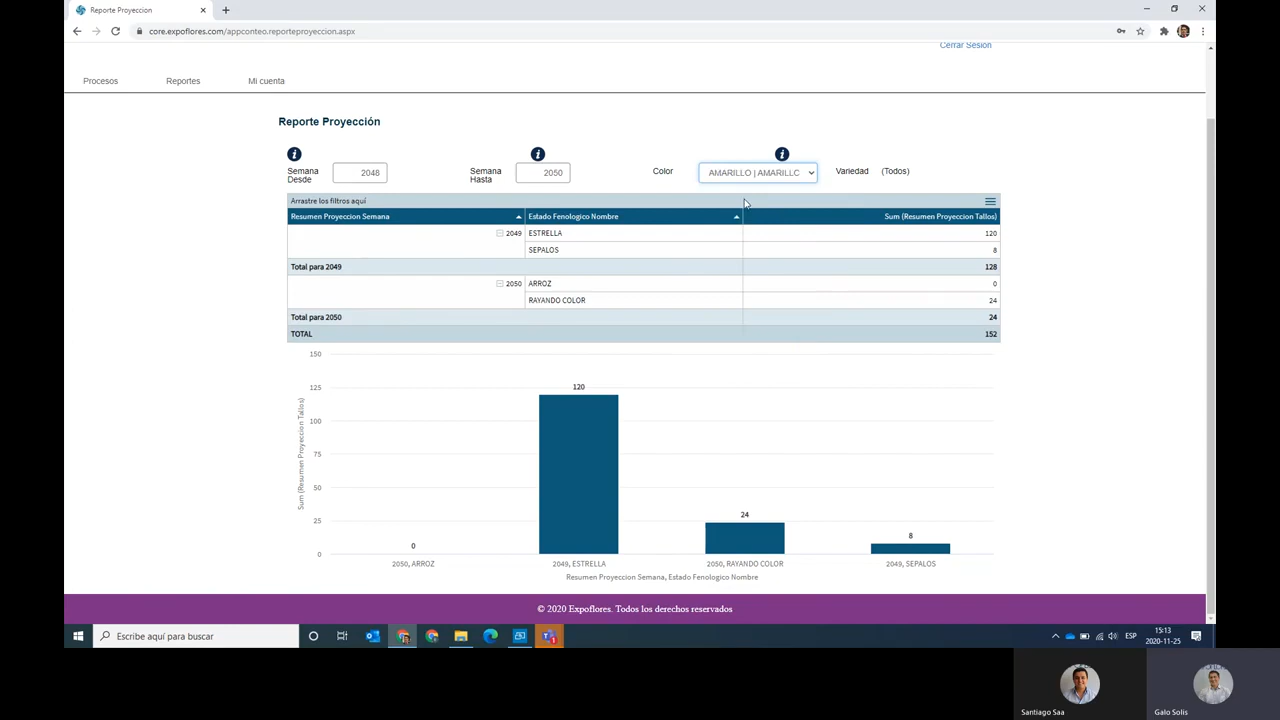 Reporte Proyeccion
core.expoflores.com/appconteo.reporteproyeccion.aspx
Cerrar Sesión
Procesos Reportes Mi cuenta
Reporte Proyección
Semana Desde 2048 Semana Hasta 2050 Color AMARILLO | AMARILLC Variedad (Todos)
Arrastre los filtros aquí
Resumen Proyeccion Semana Estado Fenologico Nombre Sum (Resumen Proyeccion Tallos)
2049 ESTRELLA 120
SEPALOS 8
Total para 2049 128
2050 ARROZ 0
RAYANDO COLOR 24
Total para 2050 24
TOTAL 152
Sum (Resumen Proyeccion Tallos)
150
125
100
75
50
25
0
120
24
8
0
2050, ARROZ 2049, ESTRELLA 2050, RAYANDO COLOR 2049, SEPALOS
Resumen Proyeccion Semana, Estado Fenologico Nombre
© 2020 Expoflores. Todos los derechos reservados
Escribe aquí para buscar
ESP
15:13
2020-11-25
Santiago Saa Galo Solis